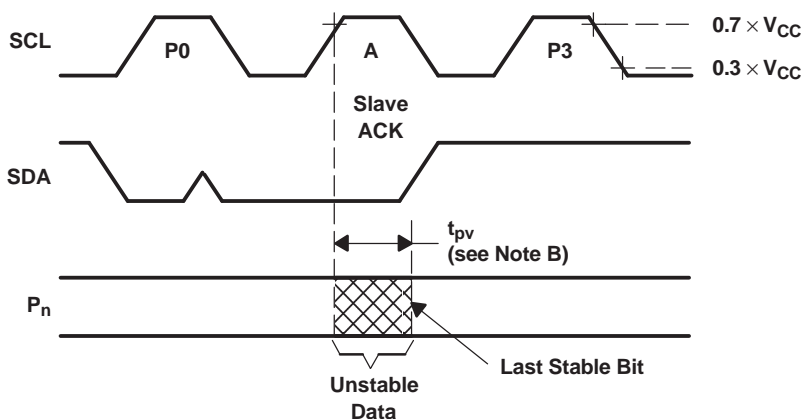 SCL
P0
A
P3
0.7 × VCC
0.3 × VCC
Slave
ACK
SDA
tpv
(see Note B)
Pn
Last Stable Bit
Unstable
Data